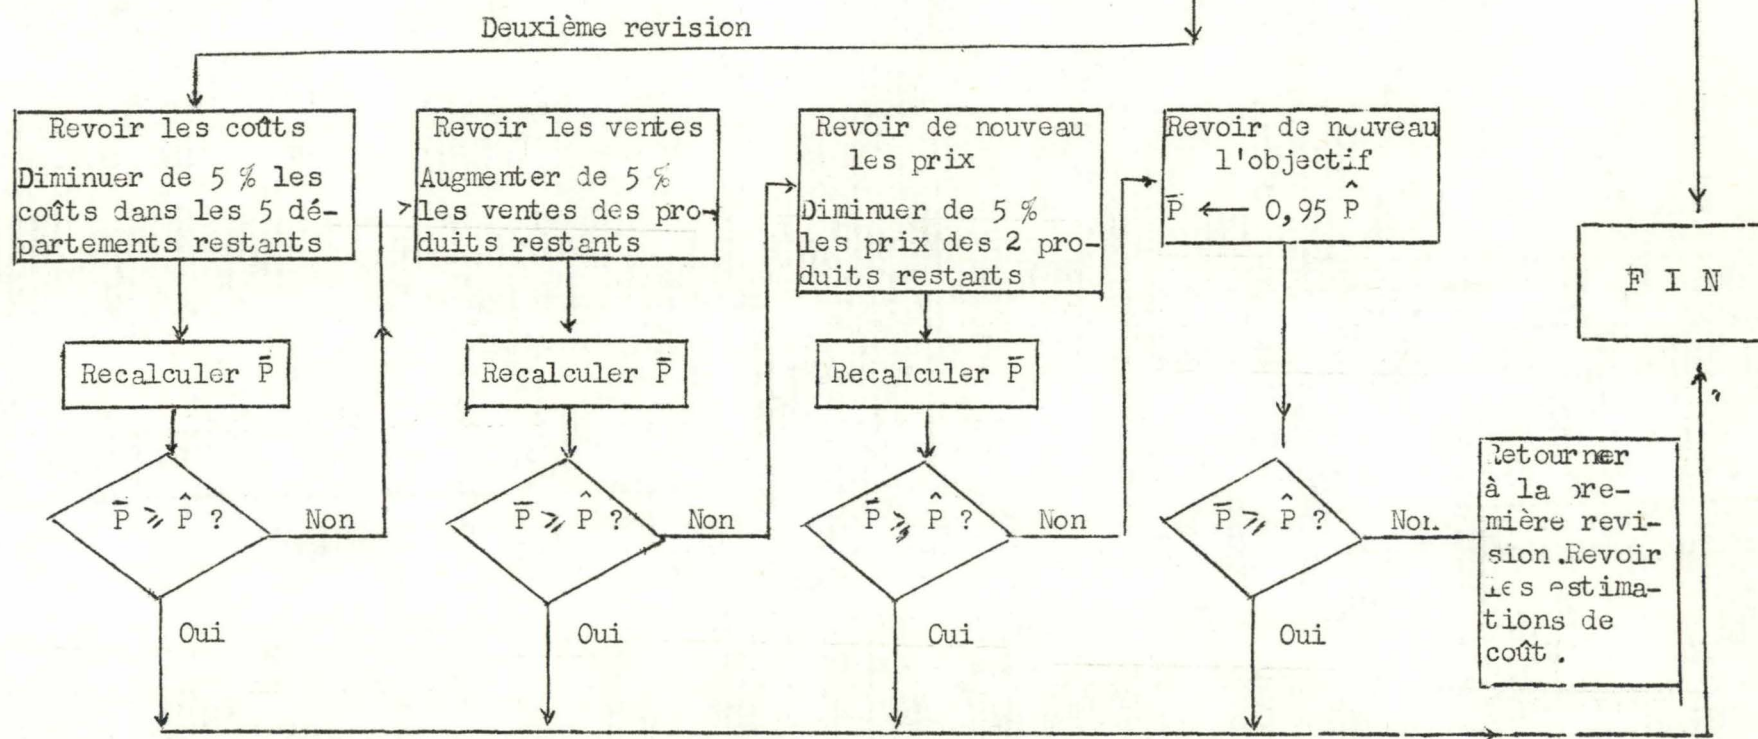 Deuxième revision
Revoir les coûts
Diminuer de 5 % les
coûts dans les 5 dé-
partements restants
Recalculer P̄
P̄ ⩾ P̂ ?
Non
Oui
Revoir les ventes
Augmenter de 5 %
les ventes des pro-
duits restants
Recalculer P̄
P̄ ⩾ P̂ ?
Non
Oui
Revoir de nouveau
les prix
Diminuer de 5 %
les prix des 2 pro-
duits restants
Recalculer P̄
P̄ ⩾ P̂ ?
Non
Oui
Revoir de nouveau
l'objectif
P̄ ← 0,95 P̂
P̄ ⩾ P̂ ?
Non
Oui
Retourner
à la pre-
mière revi-
sion.Revoir
les estima-
tions de
coût.
F I N